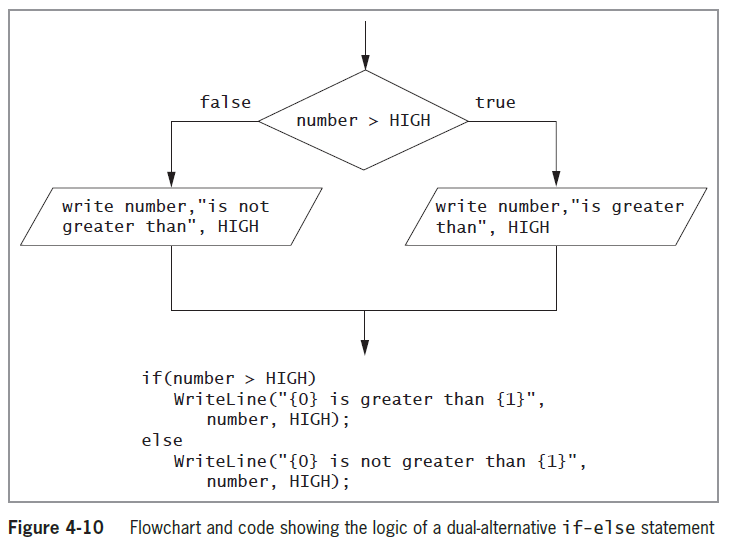 false
true
number > HIGH
write number,"is not
greater than", HIGH
write number,"is greater
than", HIGH
if(number > HIGH)
WriteLine("{0} is greater than {1}",
number, HIGH);
else
WriteLine("{0} is not greater than {1}",
number, HIGH);
Figure 4-10 Flowchart and code showing the logic of a dual-alternative if-else statement